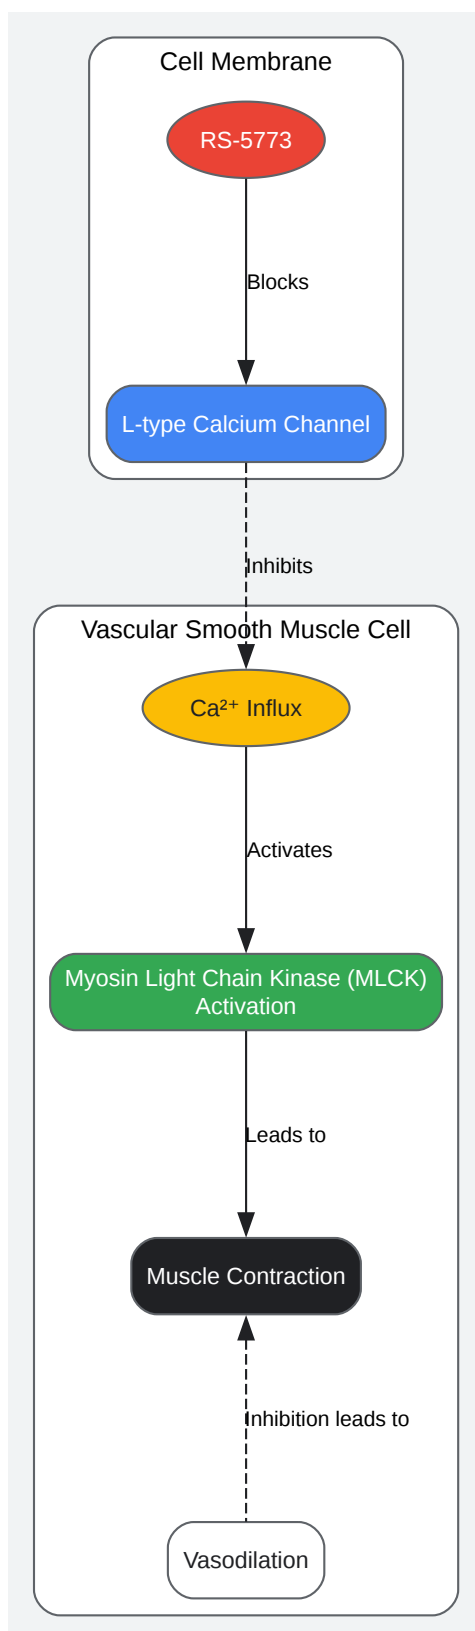 Cell Membrane
RS-5773
Blocks
L-type Calcium Channel
Inhibits
Vascular Smooth Muscle Cell
Ca²⁺ Influx
Activates
Myosin Light Chain Kinase (MLCK)
Activation
Leads to
Muscle Contraction
Inhibition leads to
Vasodilation